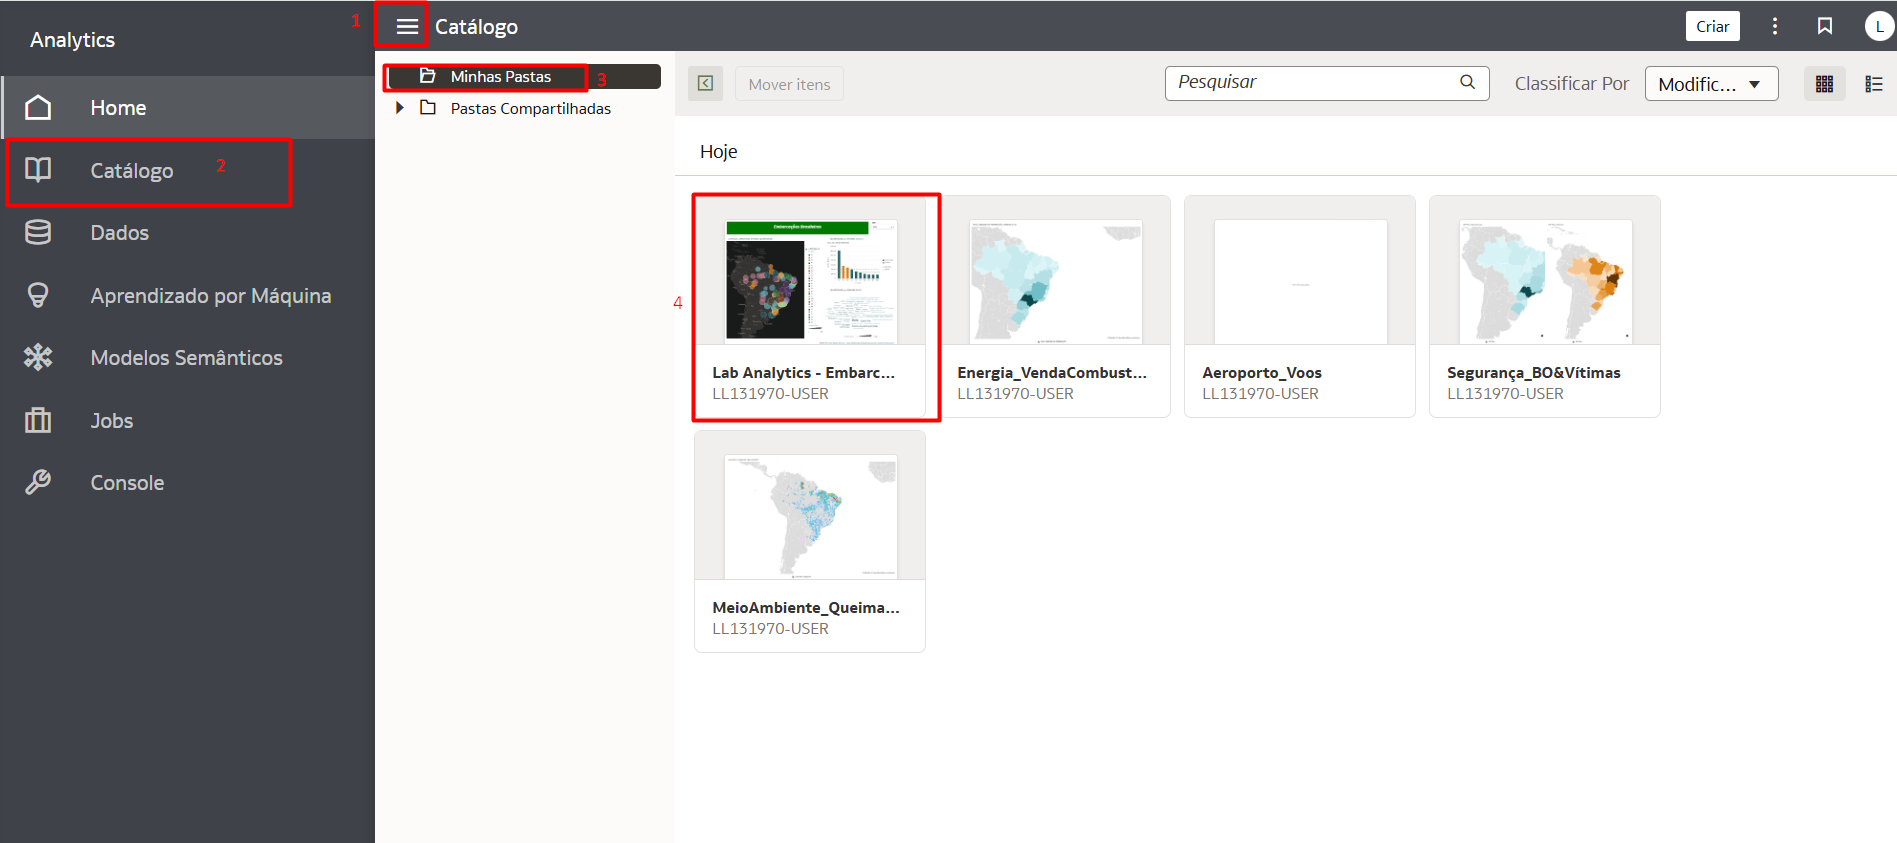 Analytics
Home
Catálogo
2
Dados
Aprendizado por Máquina
Modelos Semânticos
Jobs
Console
1
Catálogo
Criar
L
Minhas Pastas
3
Pastas Compartilhadas
Mover itens
Pesquisar
Classificar Por
Modific...
Hoje
4
Embarcações Brasileiras
Lab Analytics - Embarc...
LL131970-USER
Energia_VendaCombust...
LL131970-USER
Aeroporto_Voos
LL131970-USER
Segurança_BO&Vítimas
LL131970-USER
MeioAmbiente_Queima...
LL131970-USER